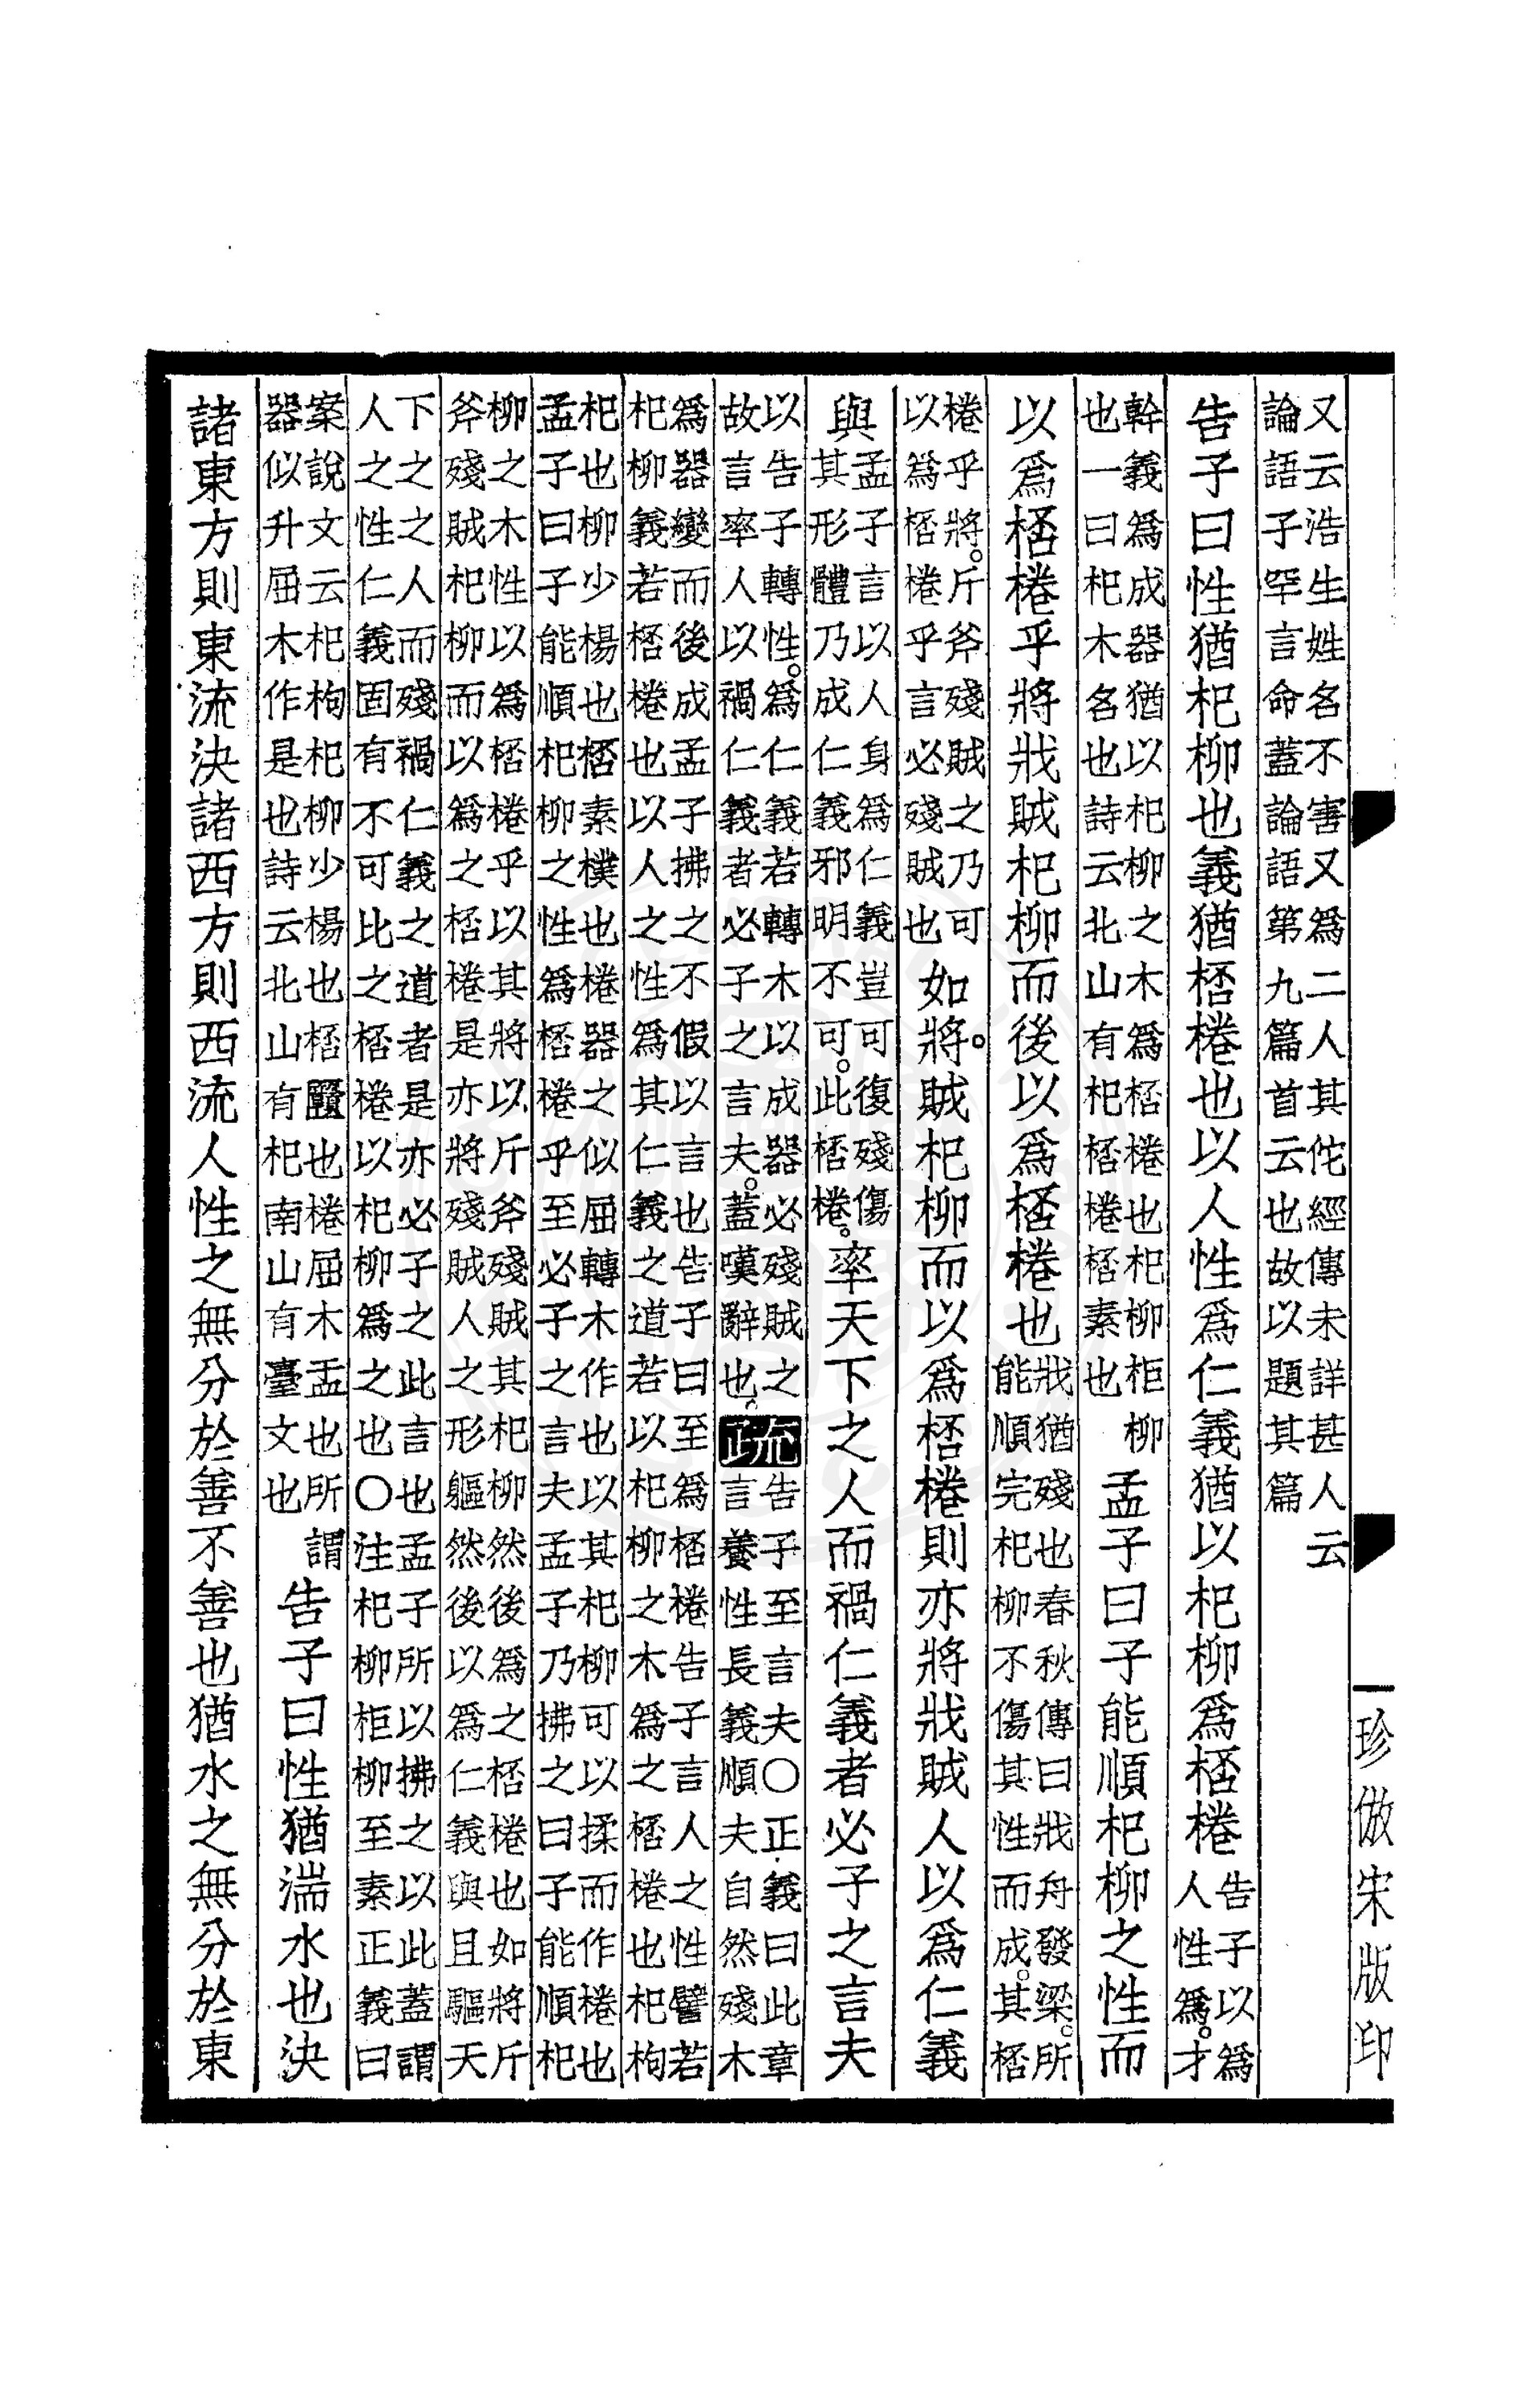 珍倣宋版印
又云浩生姓名不害又爲二人其佗經傳未詳甚人云
論語子罕言命蓋論語第九篇首云也故以題其篇
告子曰性猶杞柳也義猶桮棬也以人性爲仁義猶以杞柳爲桮棬
告子以爲
人性爲。才
幹義爲成器猶以杞柳之木爲桮棬也杞柳柜柳
也一曰杞木名也詩云北山有杞桮棬桮素也
孟子曰子能順杞柳之性而
以爲桮棬乎將戕賊杞柳而後以爲桮棬也
戕猶殘也春秋傳曰戕舟發梁。所
能順完杞柳不傷其性而成。其桮
棬乎將。斤斧殘賊之乃可
以爲桮棬乎言必殘賊也
如將。賊杞柳而以爲桮棬則亦將戕賊人以爲仁義
與
孟子言以人身爲仁義豈可復殘傷
其形體乃成仁義邪明不可。此桮棬。
率天下之人而禍仁義者必子之言夫
以告子轉性。爲仁義若轉木以成器必殘賊之
故言率人以禍仁義者必子之言夫。蓋嘆辭也
疏
告子至言夫○正義曰此章
言養性長義順夫自然殘木
爲器變而後成孟子拂之不假以言也告子曰至爲桮棬告子言人之性譬若
杞柳義若桮棬也以人之性爲其仁義之道若以杞柳之木爲之桮棬也杞枸
杞也柳少楊也桮素樸也棬器之似屈轉木作也以其杞柳可以揉而作棬也
孟子曰子能順杞柳之性爲桮棬乎至必子之言夫孟子乃拂之曰子能順杞
柳之木性以爲桮棬乎以其將以斤斧殘賊其杞柳然後爲之桮棬也如將斤
斧殘賊杞柳而以爲之桮棬是亦將殘賊人之形軀然後以爲仁義與且驅天
下之人而殘禍仁義之道者是亦必子之此言也孟子所以拂之以此蓋謂
人之性仁義固有不可比之桮棬以杞柳爲之也○注杞柳柜柳至素正義曰
案說文云杞枸杞柳少楊也桮㔶也棬屈木盂也所謂
器似升屈木作是也詩云北山有杞南山有臺文也
告子曰性猶湍水也決
諸東方則東流決諸西方則西流人性之無分於善不善也猶水之無分於東